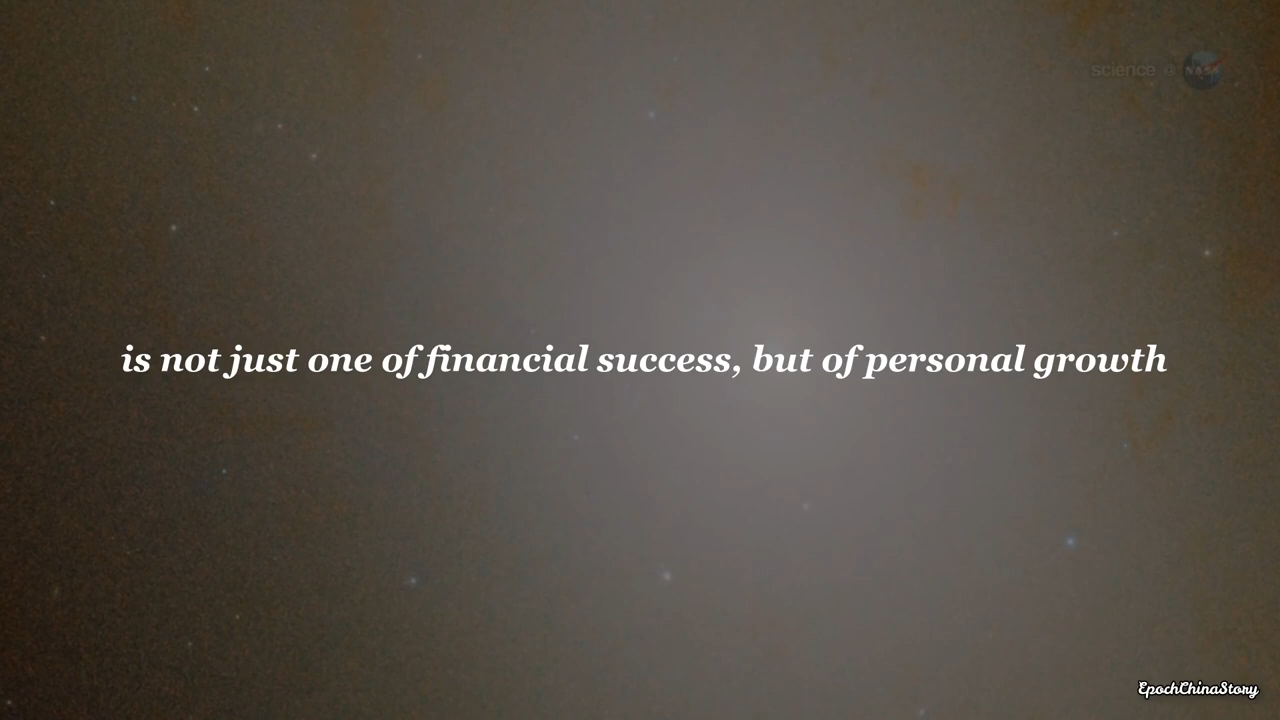 science @ NASA
is not just one of financial success, but of personal growth
EpochChinaStory